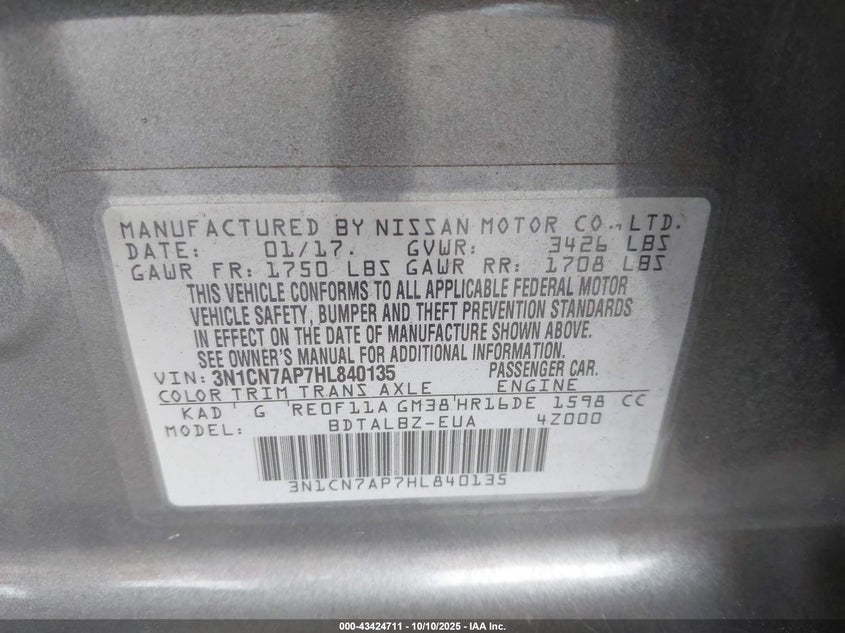 MANUFACTURED BY NISSAN MOTOR CO., LTD.
DATE: 01/17. GVWR: 3426 LBS
GAWR FR: 1750 LBS GAWR RR: 1708 LBS
THIS VEHICLE CONFORMS TO ALL APPLICABLE FEDERAL MOTOR
VEHICLE SAFETY, BUMPER AND THEFT PREVENTION STANDARDS
IN EFFECT ON THE DATE OF MANUFACTURE SHOWN ABOVE.
SEE OWNER'S MANUAL FOR ADDITIONAL INFORMATION.
VIN: 3N1CN7AP7HL840135 PASSENGER CAR.
COLOR TRIM TRANS AXLE ENGINE
KAD G RE0F11A GM38 HR16DE 1598 CC
MODEL: BDTALBZ-EUA 4Z000
3N1CN7AP7HL840135
000-43424711 - 10/10/2025 - IAA Inc.